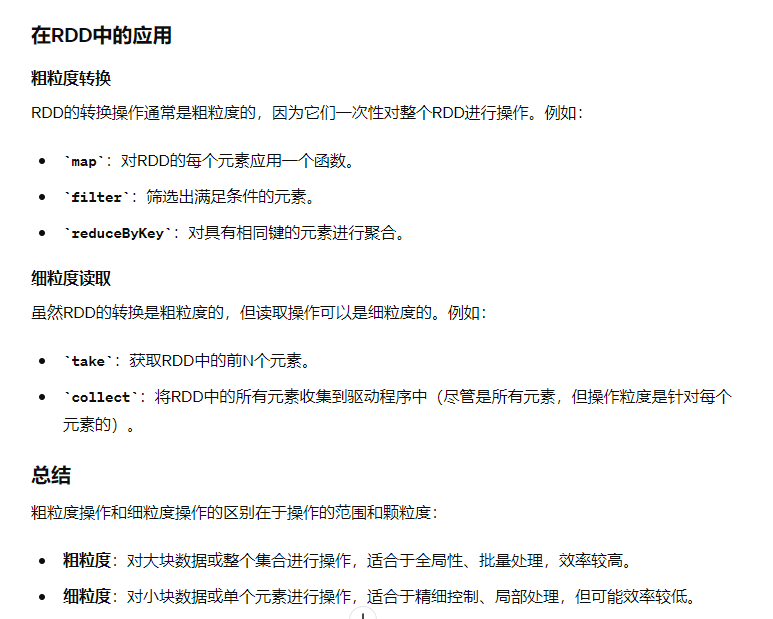 在RDD中的应用
粗粒度转换
RDD的转换操作通常是粗粒度的，因为它们一次性对整个RDD进行操作。例如：
• `map`：对RDD的每个元素应用一个函数。
• `filter`：筛选出满足条件的元素。
• `reduceByKey`：对具有相同键的元素进行聚合。
细粒度读取
虽然RDD的转换是粗粒度的，但读取操作可以是细粒度的。例如：
• `take`：获取RDD中的前N个元素。
• `collect`：将RDD中的所有元素收集到驱动程序中（尽管是所有元素，但操作粒度是针对每个
元素的）。
总结
粗粒度操作和细粒度操作的区别在于操作的范围和颗粒度：
• 粗粒度：对大块数据或整个集合进行操作，适合于全局性、批量处理，效率较高。
• 细粒度：对小块数据或单个元素进行操作，适合于精细控制、局部处理，但可能效率较低。